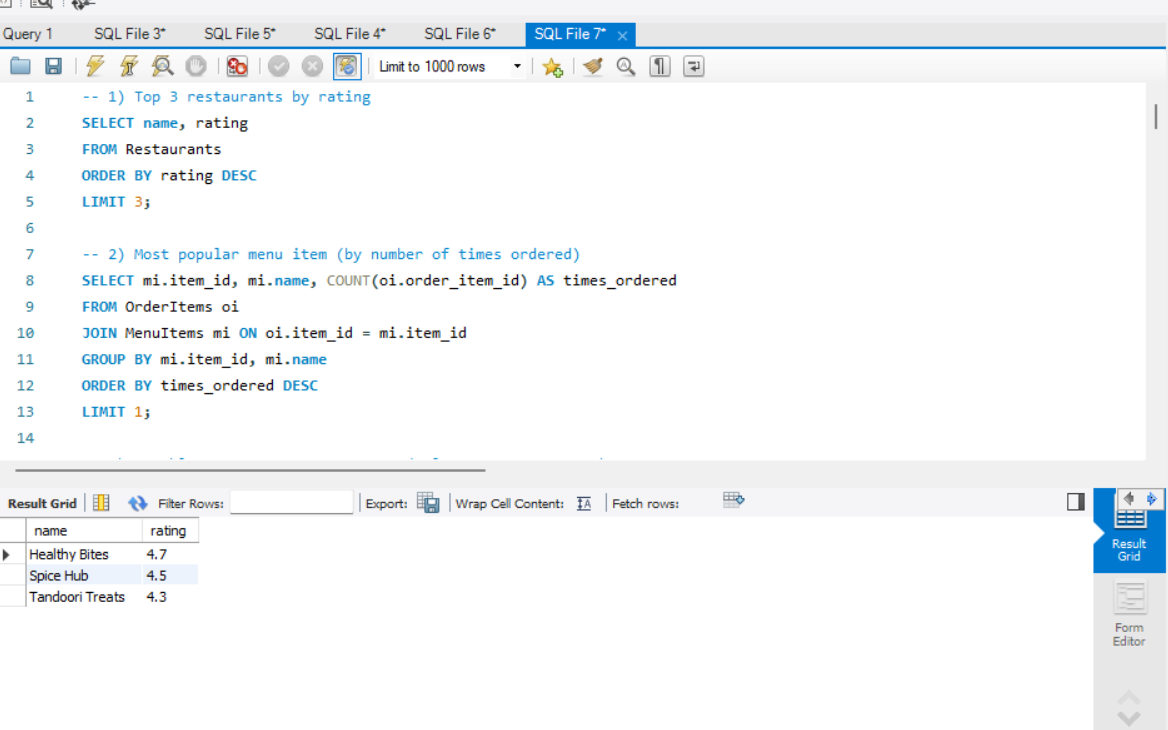 Query 1 SQL File 3* SQL File 5* SQL File 4* SQL File 6* SQL File 7* ×
Limit to 1000 rows
1 -- 1) Top 3 restaurants by rating
2 SELECT name, rating
3 FROM Restaurants
4 ORDER BY rating DESC
5 LIMIT 3;
6
7 -- 2) Most popular menu item (by number of times ordered)
8 SELECT mi.item_id, mi.name, COUNT(oi.order_item_id) AS times_ordered
9 FROM OrderItems oi
10 JOIN MenuItems mi ON oi.item_id = mi.item_id
11 GROUP BY mi.item_id, mi.name
12 ORDER BY times_ordered DESC
13 LIMIT 1;
14
Result Grid Filter Rows: Export: Wrap Cell Content: Fetch rows:
name rating
Healthy Bites 4.7
Spice Hub 4.5
Tandoori Treats 4.3
Result
Grid
Form
Editor